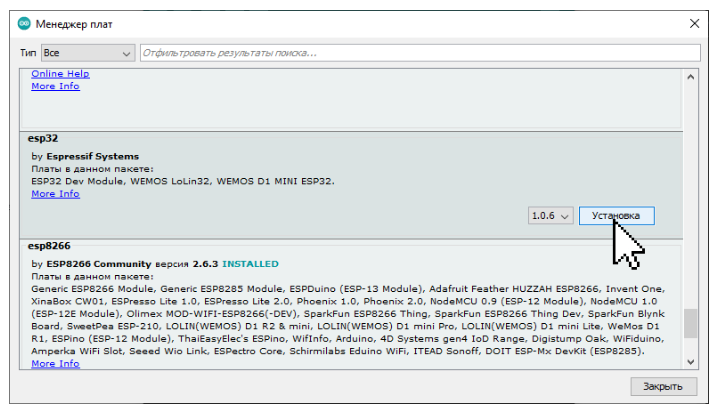 Менеджер плат
Тип Все Отфильтровать результаты поиска...
Online Help
More Info
esp32
by Espressif Systems
Платы в данном пакете:
ESP32 Dev Module, WEMOS LoLin32, WEMOS D1 MINI ESP32.
More Info
1.0.6 Установка
esp8266
by ESP8266 Community версия 2.6.3 INSTALLED
Платы в данном пакете:
Generic ESP8266 Module, Generic ESP8285 Module, ESPDuino (ESP-13 Module), Adafruit Feather HUZZAH ESP8266, Invent One,
XinaBox CW01, ESPresso Lite 1.0, ESPresso Lite 2.0, Phoenix 1.0, Phoenix 2.0, NodeMCU 0.9 (ESP-12 Module), NodeMCU 1.0
(ESP-12E Module), Olimex MOD-WIFI-ESP8266(-DEV), SparkFun ESP8266 Thing, SparkFun ESP8266 Thing Dev, SparkFun Blynk
Board, SweetPea ESP-210, LOLIN(WEMOS) D1 R2 & mini, LOLIN(WEMOS) D1 mini Pro, LOLIN(WEMOS) D1 mini Lite, WeMos D1
R1, ESPino (ESP-12 Module), ThaiEasyElec's ESPino, WifInfo, Arduino, 4D Systems gen4 IoD Range, Digistump Oak, WiFiduino,
Amperka WiFi Slot, Seeed Wio Link, ESPectro Core, Schirmilabs Eduino WiFi, ITEAD Sonoff, DOIT ESP-Mx DevKit (ESP8285).
More Info
Закрыть